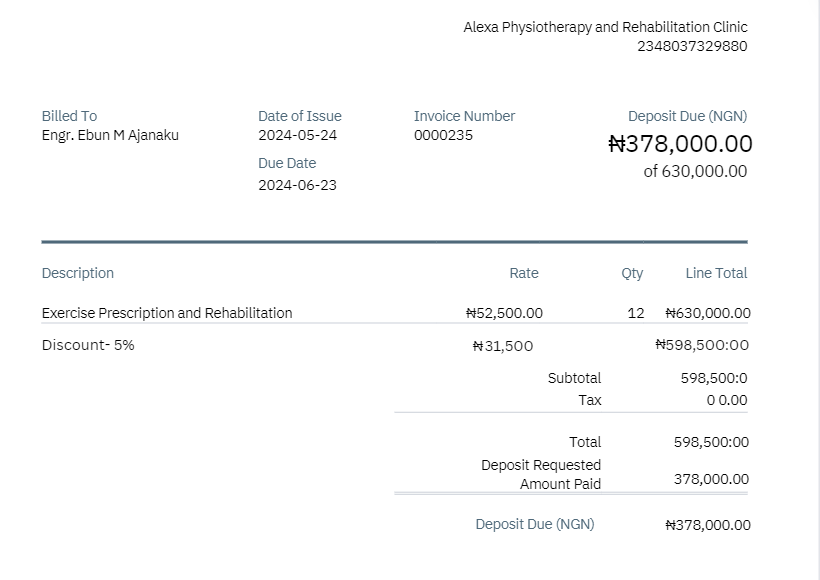 Alexa Physiotherapy and Rehabilitation Clinic
2348037329880
Billed To Date of Issue Invoice Number Deposit Due (NGN)
Engr. Ebun M Ajanaku 2024-05-24 0000235 ₦378,000.00
Due Date
of 630,000.00
2024-06-23
Description Rate Qty Line Total
Exercise Prescription and Rehabilitation ₦52,500.00 12 ₦630,000.00
Discount- 5% ₦31,500 ₦598,500:00
Subtotal 598,500:0
Tax 0 0.00
Total 598,500:00
Deposit Requested
Amount Paid 378,000.00
Deposit Due (NGN) ₦378,000.00